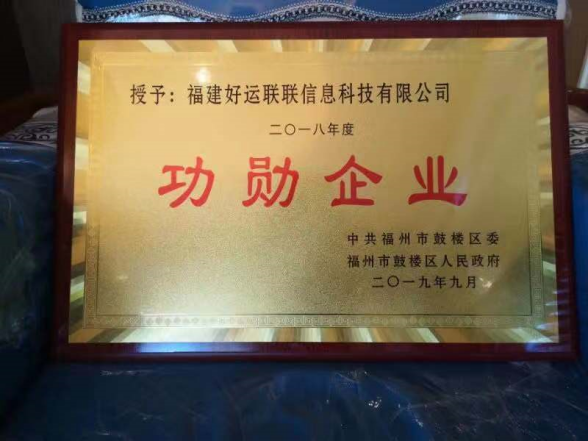 授予：福建好运联联信息科技有限公司
二〇一八年度
功勋企业
中共福州市鼓楼区委
福州市鼓楼区人民政府
二〇一九年九月